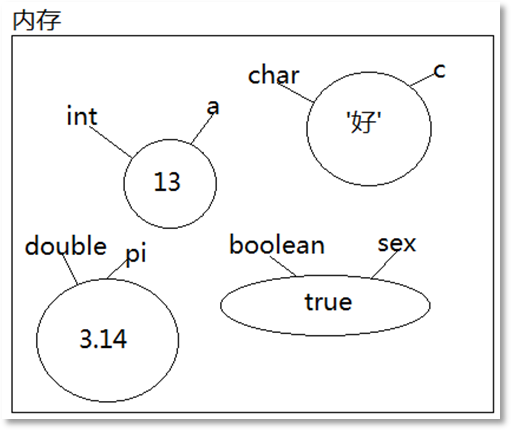 内存
char c
'好'
int a
13
double pi
3.14
boolean sex
true